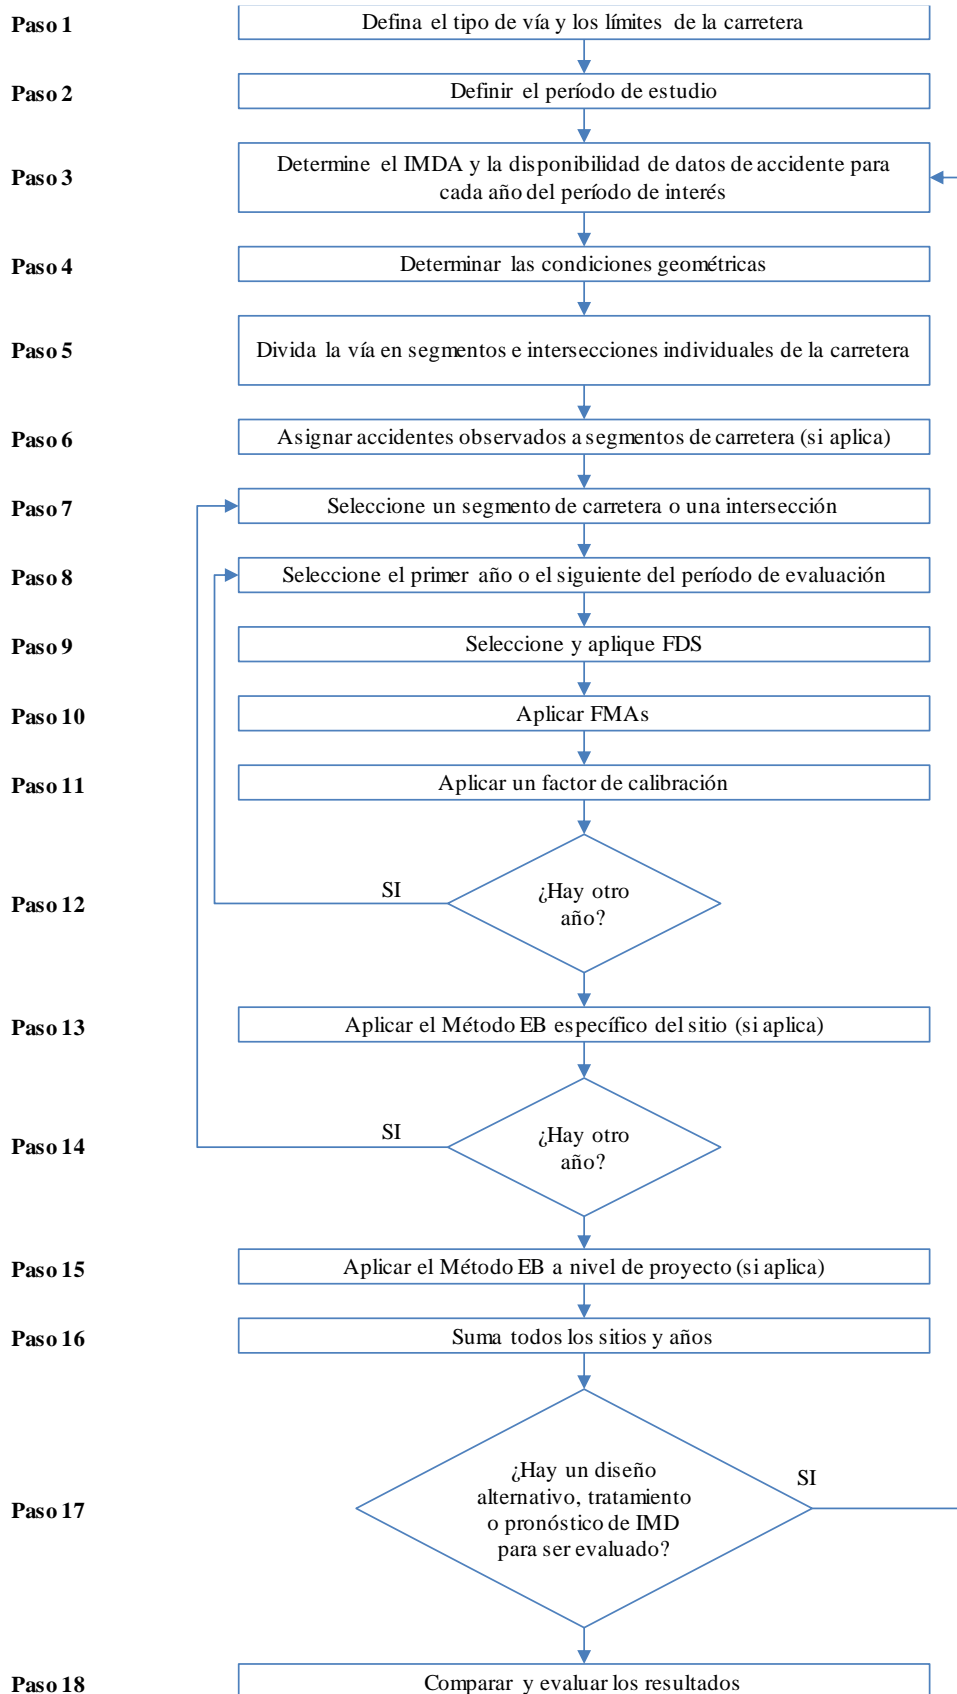 Paso 1
Defina el tipo de vía y los límites de la carretera
Paso 2
Definir el período de estudio
Paso 3
Determine el IMDA y la disponibilidad de datos de accidente para
cada año del período de interés
Paso 4
Determinar las condiciones geométricas
Paso 5
Divida la vía en segmentos e intersecciones individuales de la carretera
Paso 6
Asignar accidentes observados a segmentos de carretera (si aplica)
Paso 7
Seleccione un segmento de carretera o una intersección
Paso 8
Seleccione el primer año o el siguiente del período de evaluación
Paso 9
Seleccione y aplique FDS
Paso 10
Aplicar FMAs
Paso 11
Aplicar un factor de calibración
Paso 12
SI
¿Hay otro
año?
Paso 13
Aplicar el Método EB específico del sitio (si aplica)
Paso 14
SI
¿Hay otro
año?
Paso 15
Aplicar el Método EB a nivel de proyecto (si aplica)
Paso 16
Suma todos los sitios y años
Paso 17
¿Hay un diseño
alternativo, tratamiento
o pronóstico de IMD
para ser evaluado?
SI
Paso 18
Comparar y evaluar los resultados